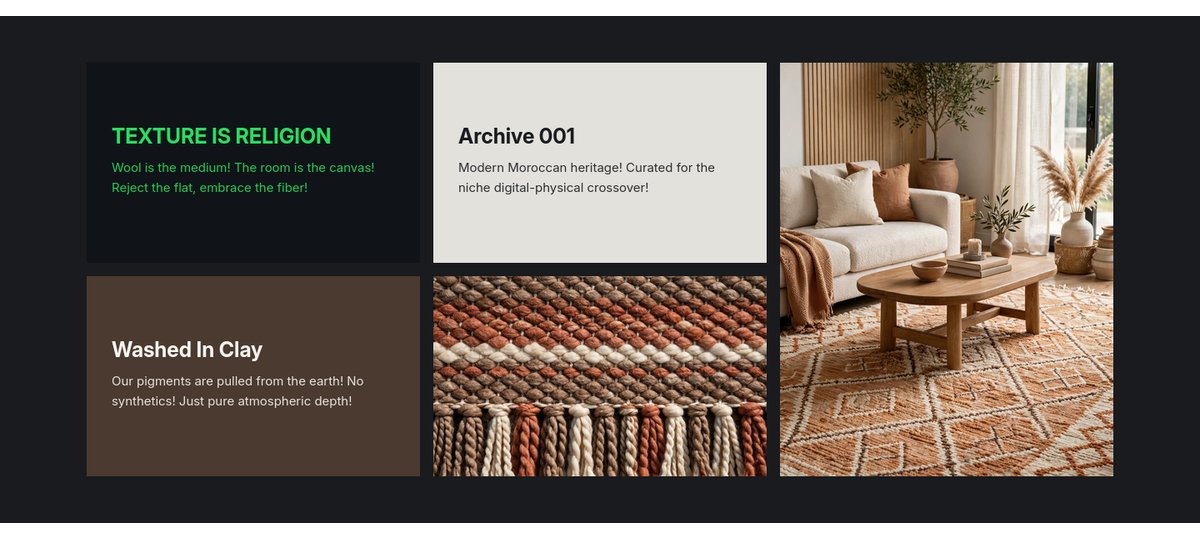 TEXTURE IS RELIGION
Wool is the medium! The room is the canvas!
Reject the flat, embrace the fiber!
Archive 001
Modern Moroccan heritage! Curated for the
niche digital-physical crossover!
Washed In Clay
Our pigments are pulled from the earth! No
synthetics! Just pure atmospheric depth!